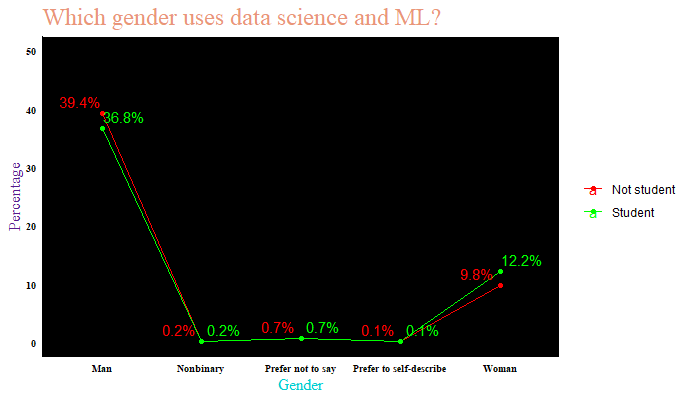 Which gender uses data science and ML?
50
40
30
20
10
0
Percentage
39.4%
36.8%
0.2% 0.2%
0.7% 0.7%
0.1% 0.1%
9.8%
12.2%
Man Nonbinary Prefer not to say Prefer to self-describe Woman
Gender
a Not student
a Student